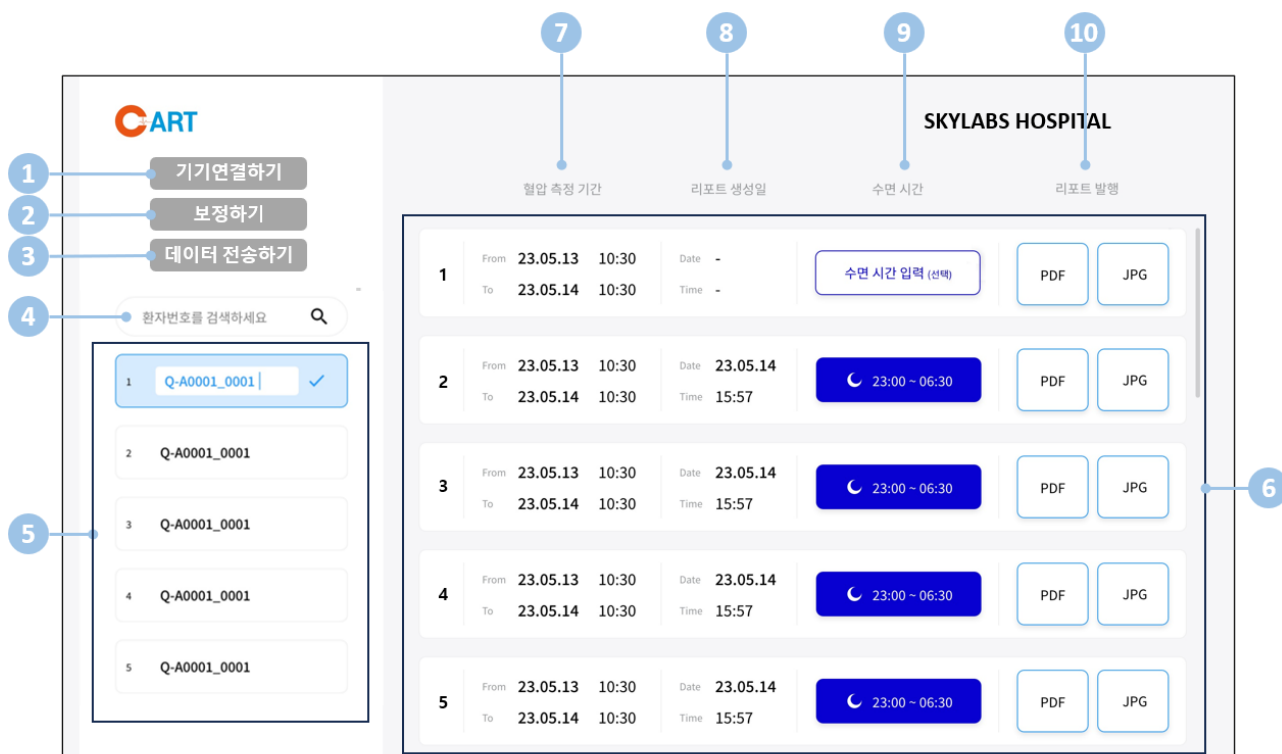 7 8 9 10
CART
SKYLABS HOSPITAL
1 기기연결하기
2 보정하기
3 데이터 전송하기
혈압 측정 기간 리포트 생성일 수면 시간 리포트 발행
4 환자번호를 검색하세요
5
1 Q-A0001_0001
2 Q-A0001_0001
3 Q-A0001_0001
4 Q-A0001_0001
5 Q-A0001_0001
6
1 From 23.05.13 10:30 Date - 수면 시간 입력 (선택) PDF JPG
To 23.05.14 10:30 Time -
2 From 23.05.13 10:30 Date 23.05.14 23:00 ~ 06:30 PDF JPG
To 23.05.14 10:30 Time 15:57
3 From 23.05.13 10:30 Date 23.05.14 23:00 ~ 06:30 PDF JPG
To 23.05.14 10:30 Time 15:57
4 From 23.05.13 10:30 Date 23.05.14 23:00 ~ 06:30 PDF JPG
To 23.05.14 10:30 Time 15:57
5 From 23.05.13 10:30 Date 23.05.14 23:00 ~ 06:30 PDF JPG
To 23.05.14 10:30 Time 15:57